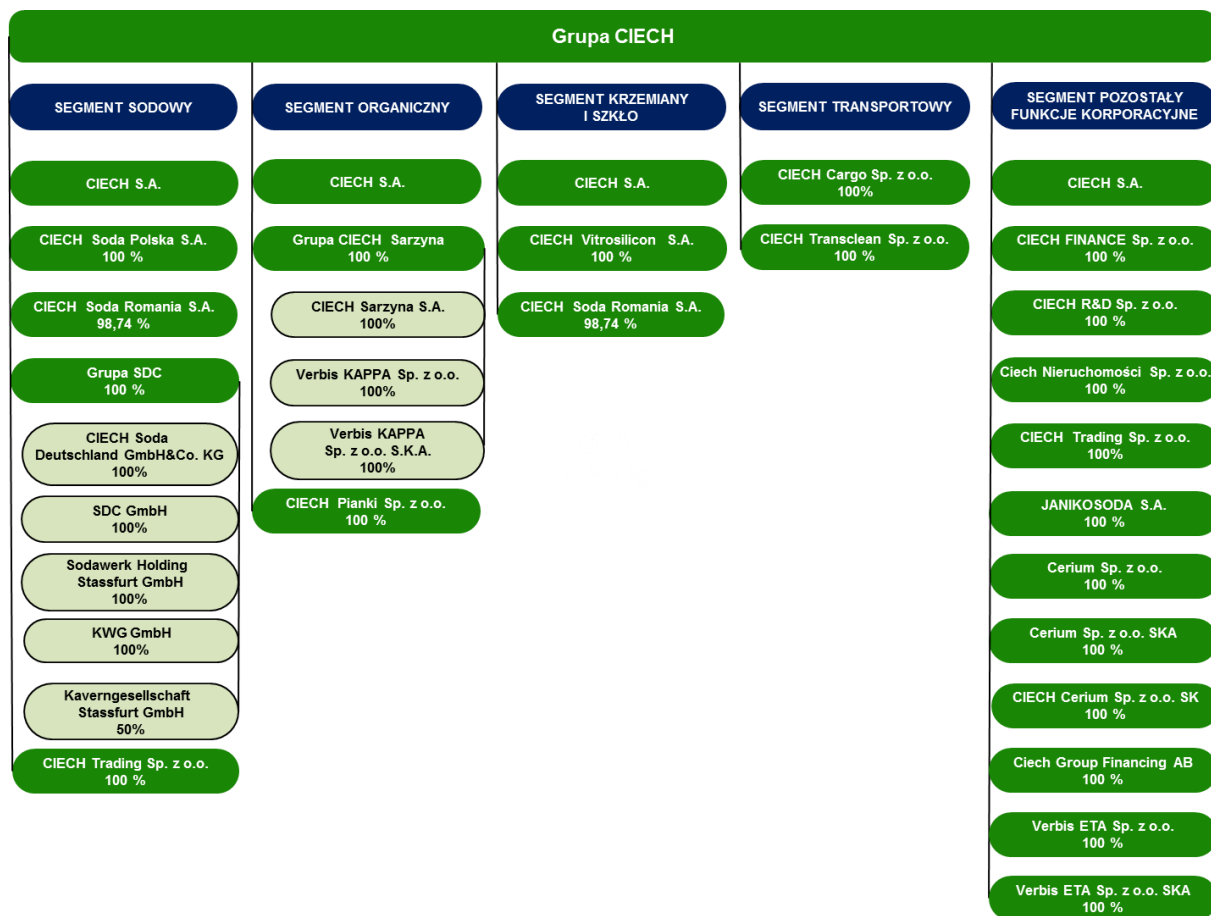 Grupa CIECH
SEGMENT SODOWY
CIECH S.A.
CIECH Soda Polska S.A.
100 %
CIECH Soda Romania S.A.
98,74 %
Grupa SDC
100 %
CIECH Soda
Deutschland GmbH&Co. KG
100%
SDC GmbH
100%
Sodawerk Holding
Stassfurt GmbH
100%
KWG GmbH
100%
Kaverngesellschaft
Stassfurt GmbH
50%
CIECH Trading Sp. z o.o.
100 %
SEGMENT ORGANICZNY
CIECH S.A.
Grupa CIECH Sarzyna
100 %
CIECH Sarzyna S.A.
100%
Verbis KAPPA Sp. z o.o.
100%
Verbis KAPPA
Sp. z o.o. S.K.A.
100%
CIECH Pianki Sp. z o.o.
100 %
SEGMENT KRZEMIANY
I SZKŁO
CIECH S.A.
CIECH Vitrosilicon S.A.
100 %
CIECH Soda Romania S.A.
98,74 %
SEGMENT TRANSPORTOWY
CIECH Cargo Sp. z o.o.
100%
CIECH Transclean Sp. z o.o.
100 %
SEGMENT POZOSTAŁY
FUNKCJE KORPORACYJNE
CIECH S.A.
CIECH FINANCE Sp. z o.o.
100 %
CIECH R&D Sp. z o.o.
100 %
Ciech Nieruchomości Sp. z o.o.
100 %
CIECH Trading Sp. z o.o.
100%
JANIKOSODA S.A.
100 %
Cerium Sp. z o.o.
100 %
Cerium Sp. z o.o. SKA
100 %
CIECH Cerium Sp. z o.o. SK
100 %
Ciech Group Financing AB
100 %
Verbis ETA Sp. z o.o.
100 %
Verbis ETA Sp. z o.o. SKA
100 %